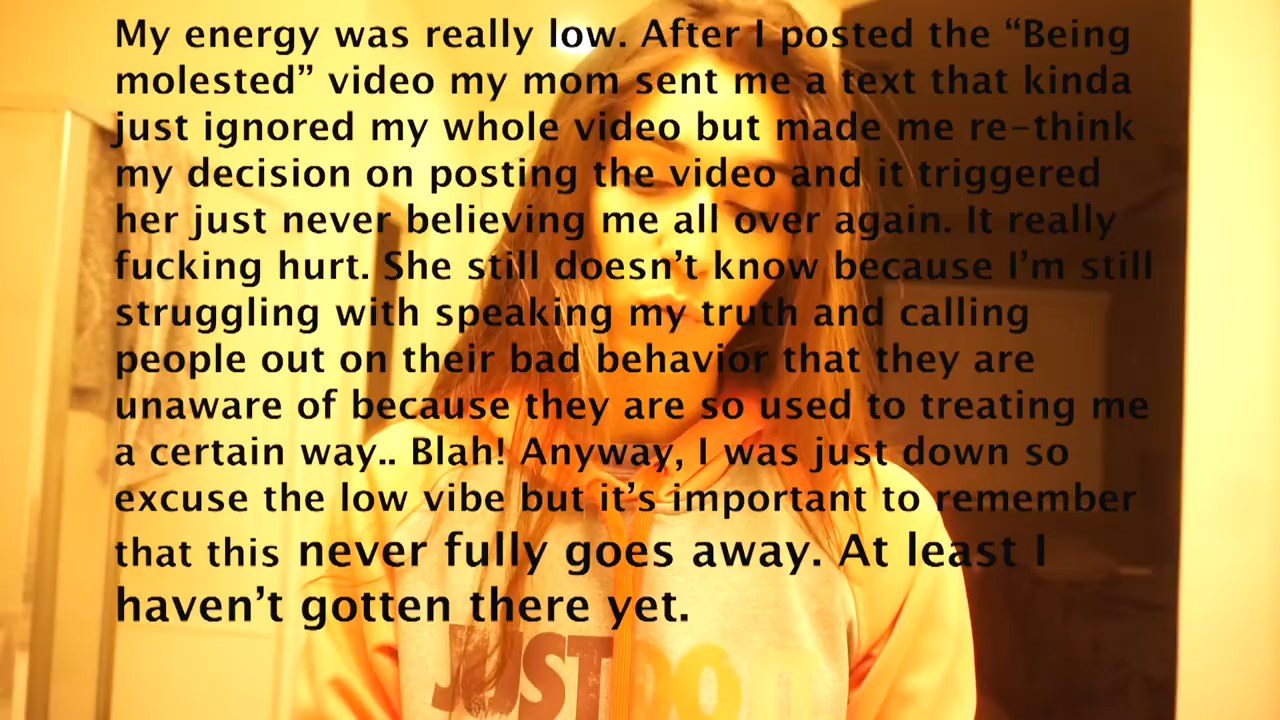 My energy was really low. After I posted the “Being
molested” video my mom sent me a text that kinda
just ignored my whole video but made me re-think
my decision on posting the video and it triggered
her just never believing me all over again. It really
fucking hurt. She still doesn’t know because I’m still
struggling with speaking my truth and calling
people out on their bad behavior that they are
unaware of because they are so used to treating me
a certain way.. Blah! Anyway, I was just down so
excuse the low vibe but it’s important to remember
that this never fully goes away. At least I
haven’t gotten there yet.
JUST DO